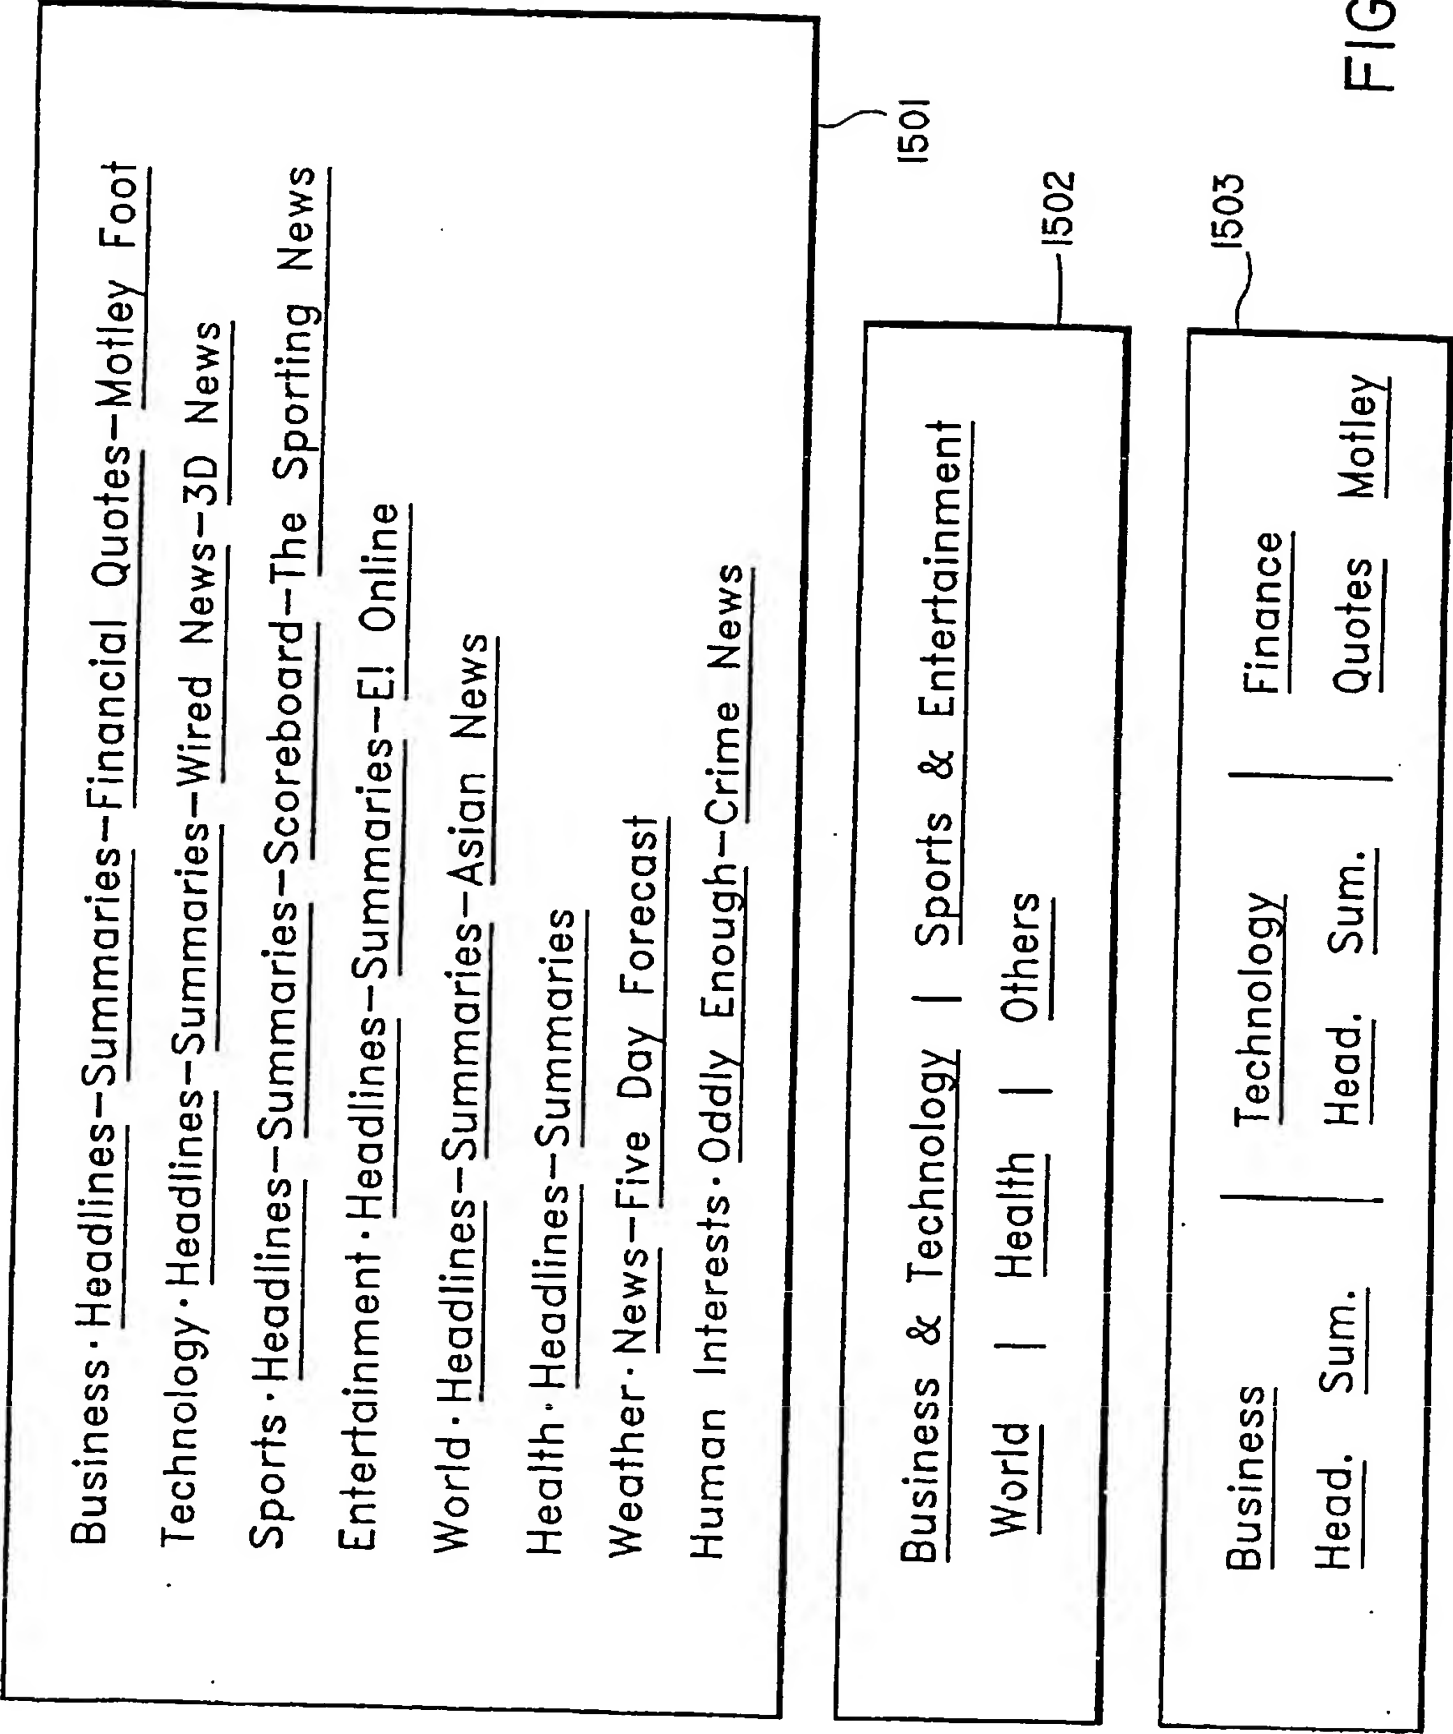 Business · Headlines–Summaries–Financial Quotes–Motley Foot
Technology · Headlines–Summaries–Wired News–3D News
Sports · Headlines–Summaries–Scoreboard–The Sporting News
Entertainment · Headlines–Summaries–E! Online
World · Headlines–Summaries–Asian News
Health · Headlines–Summaries
Weather · News–Five Day Forecast
Human Interests · Oddly Enough–Crime News
1501
Business & Technology | Sports & Entertainment
World | Health | Others
1502
Business | Technology | Finance
Head. Sum. | Head. Sum. | Quotes Motley
1503
FIG